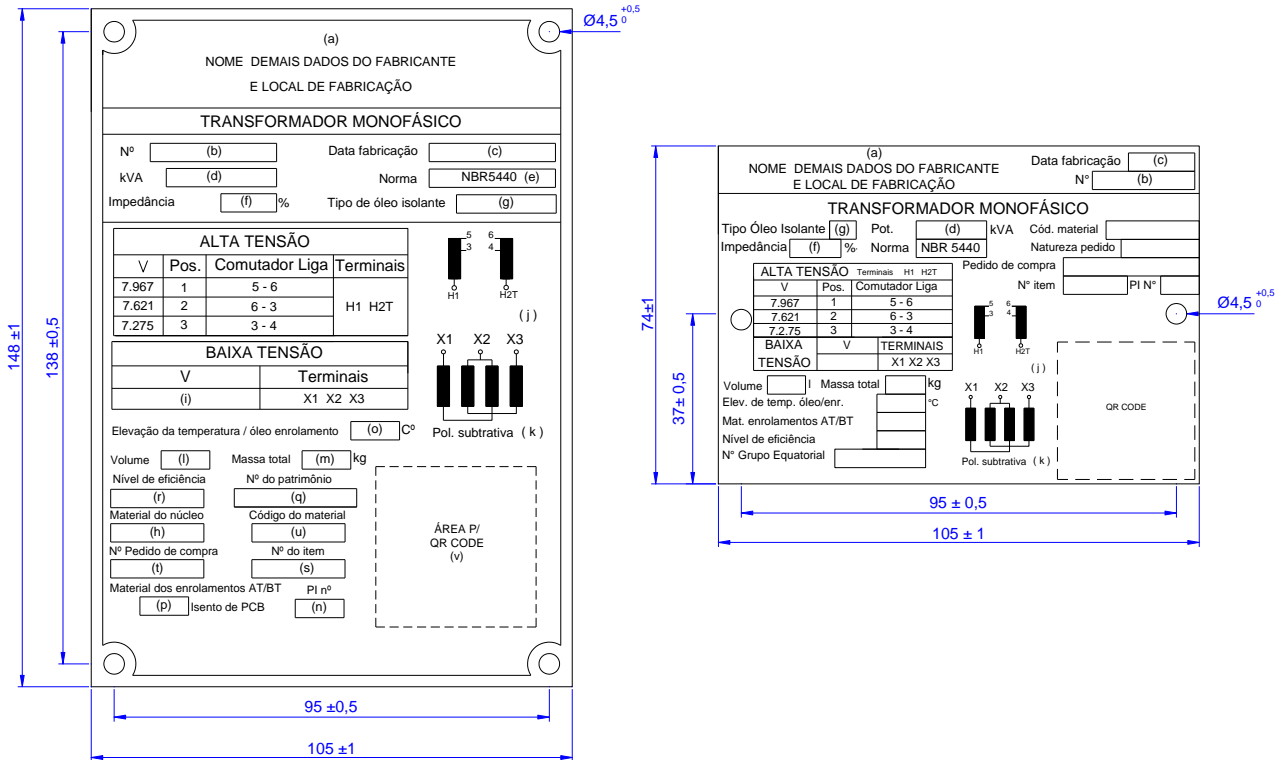 (a)
NOME DEMAIS DADOS DO FABRICANTE
E LOCAL DE FABRICAÇÃO
TRANSFORMADOR MONOFÁSICO
Nº (b) Data fabricação (c)
kVA (d) Norma NBR5440 (e)
Impedância (f) % Tipo de óleo isolante (g)
ALTA TENSÃO
V Pos. Comutador Liga Terminais
7.967 1 5 - 6
7.621 2 6 - 3 H1 H2T
7.275 3 3 - 4
5 6
3 4
H1 H2T
( j )
BAIXA TENSÃO
V Terminais
(i) X1 X2 X3
X1 X2 X3
Pol. subtrativa ( k )
Elevação da temperatura / óleo enrolamento (o) Cº
Volume (l) Massa total (m) kg
Nível de eficiência Nº do patrimônio
(r) (q)
Material do núcleo Código do material
(h) (u)
Nº Pedido de compra Nº do item
(t) (s)
Material dos enrolamentos AT/BT PI nº
(p) Isento de PCB (n)
ÁREA P/
QR CODE
(v)
148 ±1
138 ±0,5
95 ±0,5
105 ±1
Ø4,5 +0,5 0
(a)
NOME DEMAIS DADOS DO FABRICANTE
E LOCAL DE FABRICAÇÃO
Data fabricação (c)
N° (b)
TRANSFORMADOR MONOFÁSICO
Tipo Óleo Isolante (g) Pot. (d) kVA Cód. material
Impedância (f) %. Norma NBR 5440 Natureza pedido
Pedido de compra
N° item PI N°
ALTA TENSÃO Terminais H1 H2T
V Pos. Comutador Liga
7.967 1 5 - 6
7.621 2 6 - 3
7.2.75 3 3 - 4
BAIXA V TERMINAIS
TENSÃO X1 X2 X3
5 6
3 4
H1 H2T
( j )
Volume l Massa total kg
Elev. de temp. óleo/enr. °C
Mat. enrolamentos AT/BT
Nível de eficiência
N° Grupo Equatorial
X1 X2 X3
Pol. subtrativa ( k )
QR CODE
74±1
37± 0,5
95 ± 0,5
105 ± 1
Ø4,5 +0,5 0